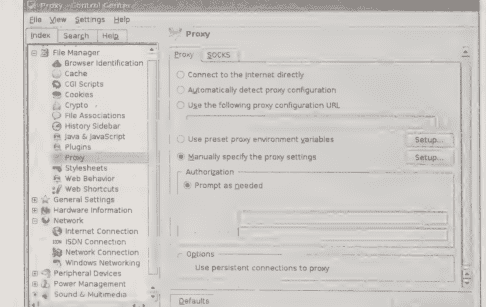 Proxy - Control Center
File View Settings Help
Index Search Help
File Manager
Browser Identification
Cache
CGI Scripts
Cookies
Crypto
File Associations
History Sidebar
Java & JavaScript
Plugins
Proxy
Stylesheets
Web Behavior
Web Shortcuts
General Settings
Hardware Information
Network
Internet Connection
ISDN Connection
Network Connection
Windows Networking
Peripheral Devices
Power Management
Sound & Multimedia
Proxy
Proxy SOCKS
Connect to the Internet directly
Automatically detect proxy configuration
Use the following proxy configuration URL
Use preset proxy environment variables Setup...
Manually specify the proxy settings Setup...
Authorization
Prompt as needed
Options
Use persistent connections to proxy
Defaults